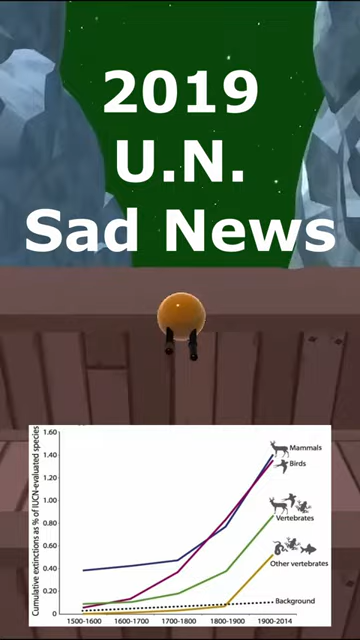 2019
U.N.
Sad News
Cumulative extinctions as % of IUCN-evaluated species
1.60
1.40
1.20
1.00
0.80
0.60
0.40
0.20
0
Mammals
Birds
Vertebrates
Other vertebrates
Background
1500-1600 1600-1700 1700-1800 1800-1900 1900-2014